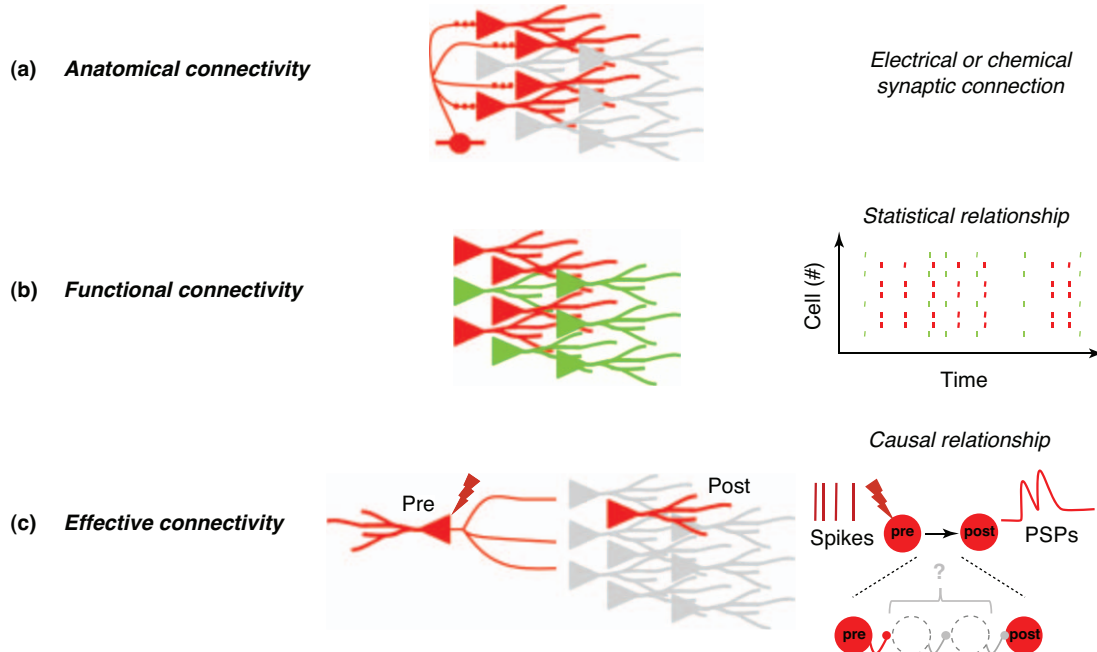 (a) Anatomical connectivity
Electrical or chemical
synaptic connection
(b) Functional connectivity
Statistical relationship
Cell (#)
Time
(c) Effective connectivity
Pre
Post
Causal relationship
Spikes
pre
post
PSPs
?
pre
post